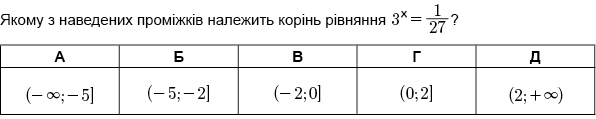 Якому з наведених проміжків належить корінь рівняння 3^x = 1/27 ?
А Б В Г Д
(− ∞;− 5] (− 5;− 2] (− 2;0] (0;2] (2;+ ∞)